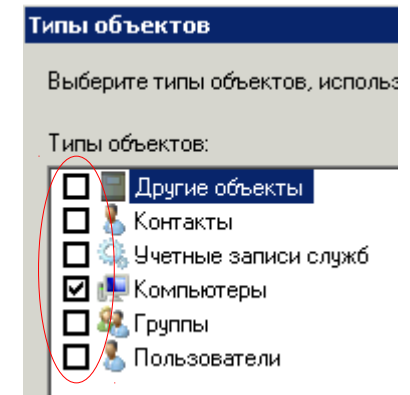 Типы объектов
Выберите типы объектов, использ
Типы объектов:
Другие объекты
Контакты
Учетные записи служб
Компьютеры
Группы
Пользователи